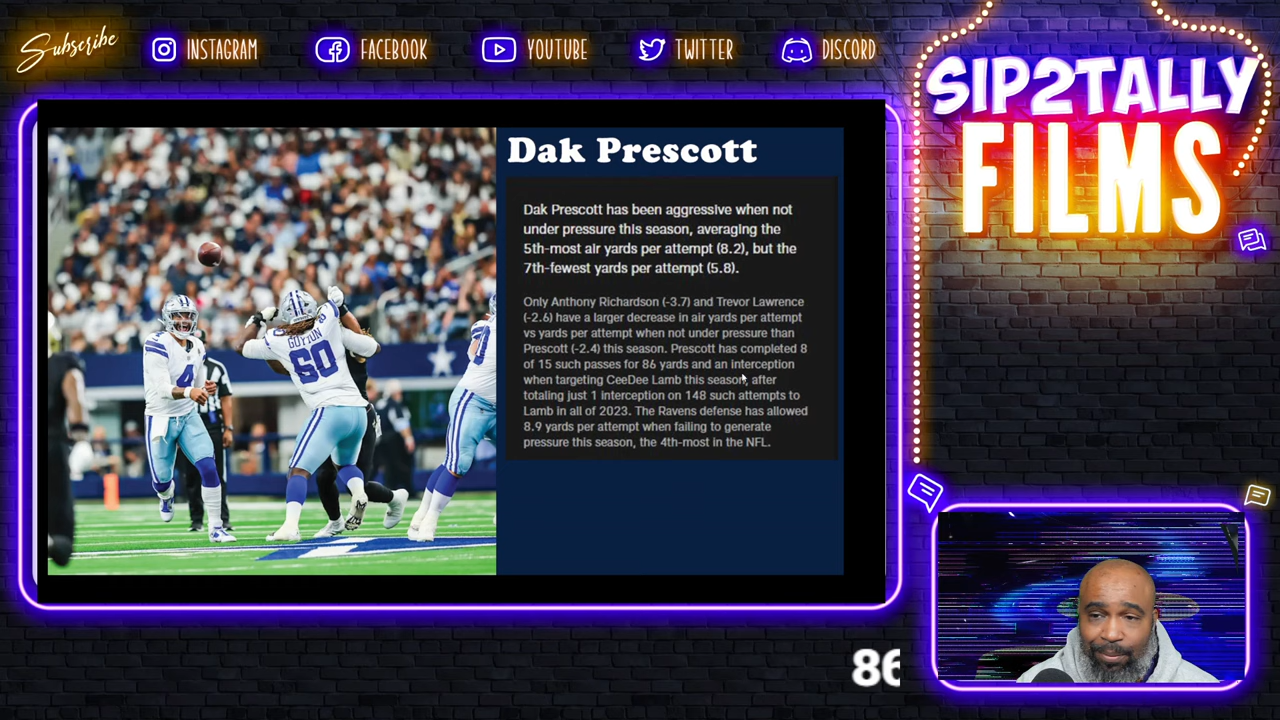 Subscribe
INSTAGRAM
FACEBOOK
YOUTUBE
TWITTER
DISCORD
SIP2TALLY
FILMS
Dak Prescott
Dak Prescott has been aggressive when not
under pressure this season, averaging the
5th-most air yards per attempt (8.2), but the
7th-fewest yards per attempt (5.8).
Only Anthony Richardson (-3.7) and Trevor Lawrence
(-2.6) have a larger decrease in air yards per attempt
vs yards per attempt when not under pressure than
Prescott (-2.4) this season. Prescott has completed 8
of 15 such passes for 86 yards and an interception
when targeting CeeDee Lamb this season, after
totaling just 1 interception on 148 such attempts to
Lamb in all of 2023. The Ravens defense has allowed
8.9 yards per attempt when failing to generate
pressure this season, the 4th-most in the NFL.
GUYTON
60
4
86